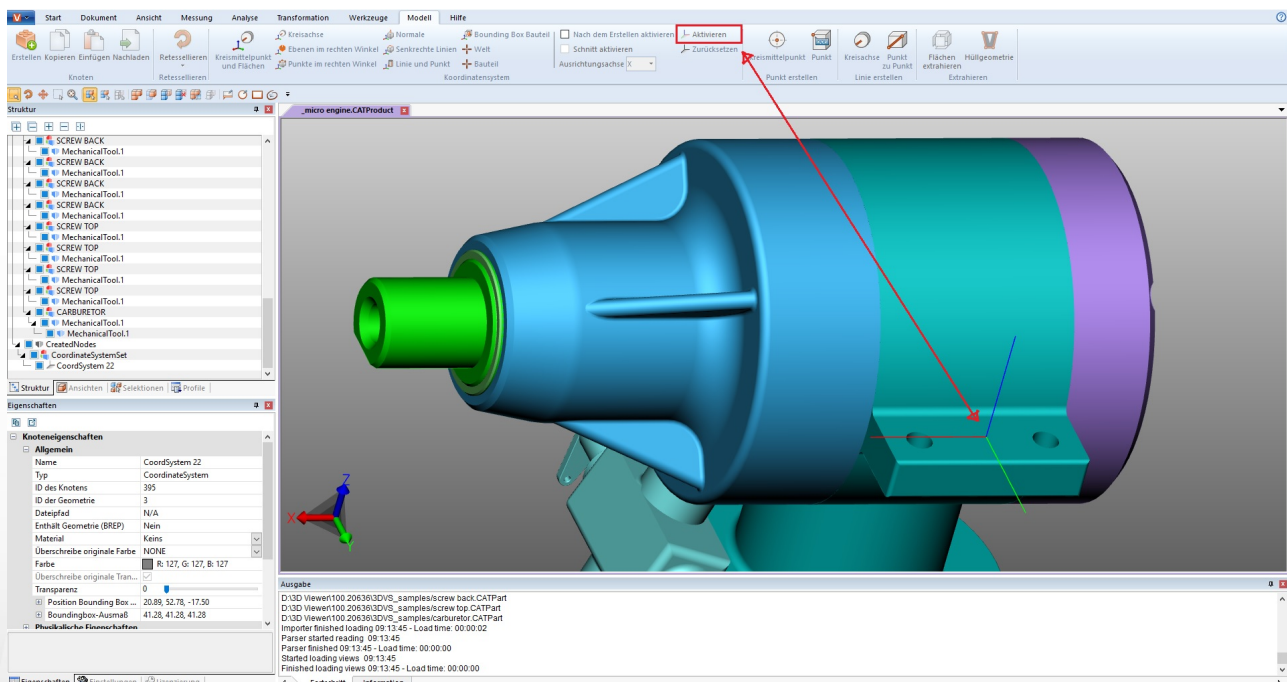 Start Dokument Ansicht Messung Analyse Transformation Werkzeuge Modell Hilfe
Erstellen Kopieren Einfügen Nachladen
Knoten
Retessellieren
Retessellieren
Kreismittelpunkt und Flächen
Kreisachse
Ebenen im rechten Winkel
Punkte im rechten Winkel
Normale
Senkrechte Linien
Linie und Punkt
Bounding Box Bauteil
Welt
Bauteil
Nach dem Erstellen aktivieren
Schnitt aktivieren
Ausrichtungsachse X
Aktivieren
Zurücksetzen
Koordinatensystem
Kreismittelpunkt Punkt
Punkt erstellen
Kreisachse Punkt zu Punkt
Linie erstellen
Flächen extrahieren Hüllgeometrie
Extrahieren
Struktur
_micro engine.CATProduct
SCREW BACK
MechanicalTool.1
SCREW BACK
MechanicalTool.1
SCREW BACK
MechanicalTool.1
SCREW BACK
MechanicalTool.1
SCREW TOP
MechanicalTool.1
SCREW TOP
MechanicalTool.1
SCREW TOP
MechanicalTool.1
SCREW TOP
MechanicalTool.1
CARBURETOR
MechanicalTool.1
MechanicalTool.1
CreatedNodes
CoordinateSystemSet
CoordSystem 22
Struktur Ansichten Selektionen Profile
Eigenschaften
Knoteneigenschaften
Allgemein
Name CoordSystem 22
Typ CoordinateSystem
ID des Knotens 395
ID der Geometrie 3
Dateipfad N/A
Enthält Geometrie (BREP) Nein
Material Keins
Überschreibe originale Farbe NONE
Farbe R: 127, G: 127, B: 127
Überschreibe originale Tran...
Transparenz 0
Position Bounding Box ... 20.89, 52.78, -17.50
Boundingbox-Ausmaß 41.28, 41.28, 41.28
Physikalische Eigenschaften
Eigenschaften Einstellungen Lizenzierung
X Y Z
Ausgabe
D:\3D Viewer\100.20636\3DVS_samples/screw back.CATPart
D:\3D Viewer\100.20636\3DVS_samples/screw top.CATPart
D:\3D Viewer\100.20636\3DVS_samples/carburetor.CATPart
Importer finished loading 09:13:45 - Load time: 00:00:02
Parser started reading 09:13:45
Parser finished 09:13:45 - Load time: 00:00:00
Started loading views 09:13:45
Finished loading views 09:13:45 - Load time: 00:00:00
Fortschritt Information